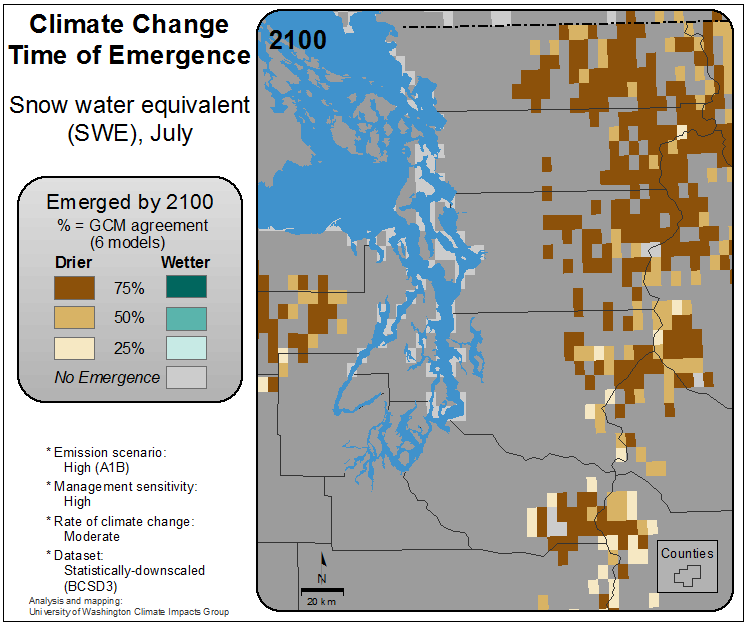 Climate Change
Time of Emergence
Snow water equivalent
(SWE), July
Emerged by 2100
% = GCM agreement
(6 models)
Drier Wetter
75%
50%
25%
No Emergence
* Emission scenario:
High (A1B)
* Management sensitivity:
High
* Rate of climate change:
Moderate
* Dataset:
Statistically-downscaled
(BCSD3)
Analysis and mapping:
University of Washington Climate Impacts Group
2100
N
20 km
Counties